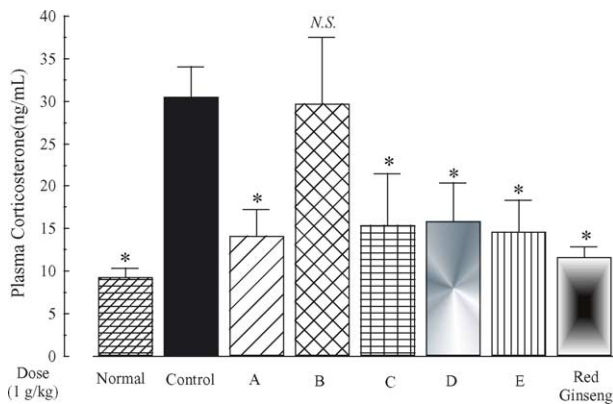 Plasma Corticosterone(ng/mL)
40
35
30
25
20
15
10
5
0
*
*
N.S.
*
*
*
*
Dose
(1 g/kg)
Normal
Control
A
B
C
D
E
Red
Ginseng